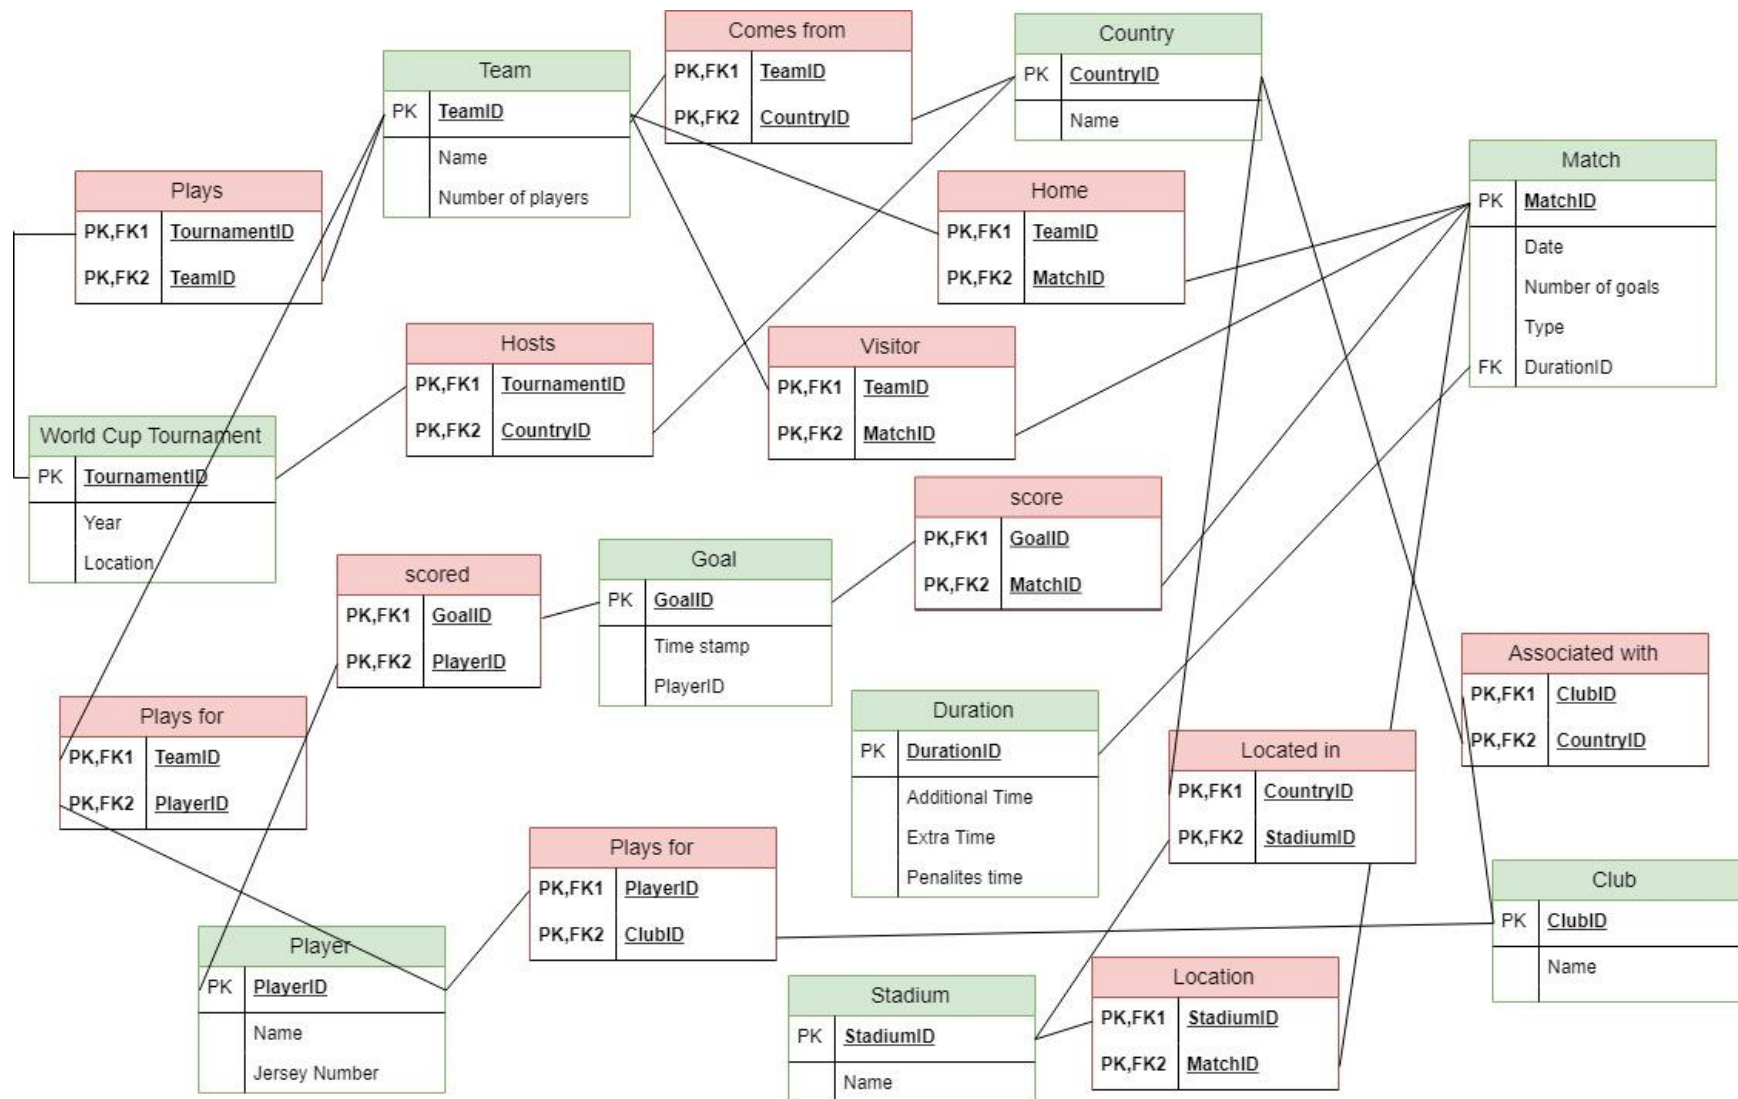 Comes from
PK,FK1 TeamID
PK,FK2 CountryID
Country
PK CountryID
Name
Team
PK TeamID
Name
Number of players
Match
PK MatchID
Date
Number of goals
Type
FK DurationID
Plays
PK,FK1 TournamentID
PK,FK2 TeamID
Home
PK,FK1 TeamID
PK,FK2 MatchID
Hosts
PK,FK1 TournamentID
PK,FK2 CountryID
Visitor
PK,FK1 TeamID
PK,FK2 MatchID
World Cup Tournament
PK TournamentID
Year
Location
score
PK,FK1 GoalID
PK,FK2 MatchID
scored
PK,FK1 GoalID
PK,FK2 PlayerID
Goal
PK GoalID
Time stamp
PlayerID
Associated with
PK,FK1 ClubID
PK,FK2 CountryID
Plays for
PK,FK1 TeamID
PK,FK2 PlayerID
Duration
PK DurationID
Additional Time
Extra Time
Penalites time
Located in
PK,FK1 CountryID
PK,FK2 StadiumID
Plays for
PK,FK1 PlayerID
PK,FK2 ClubID
Club
PK ClubID
Name
Player
PK PlayerID
Name
Jersey Number
Stadium
PK StadiumID
Name
Location
PK,FK1 StadiumID
PK,FK2 MatchID